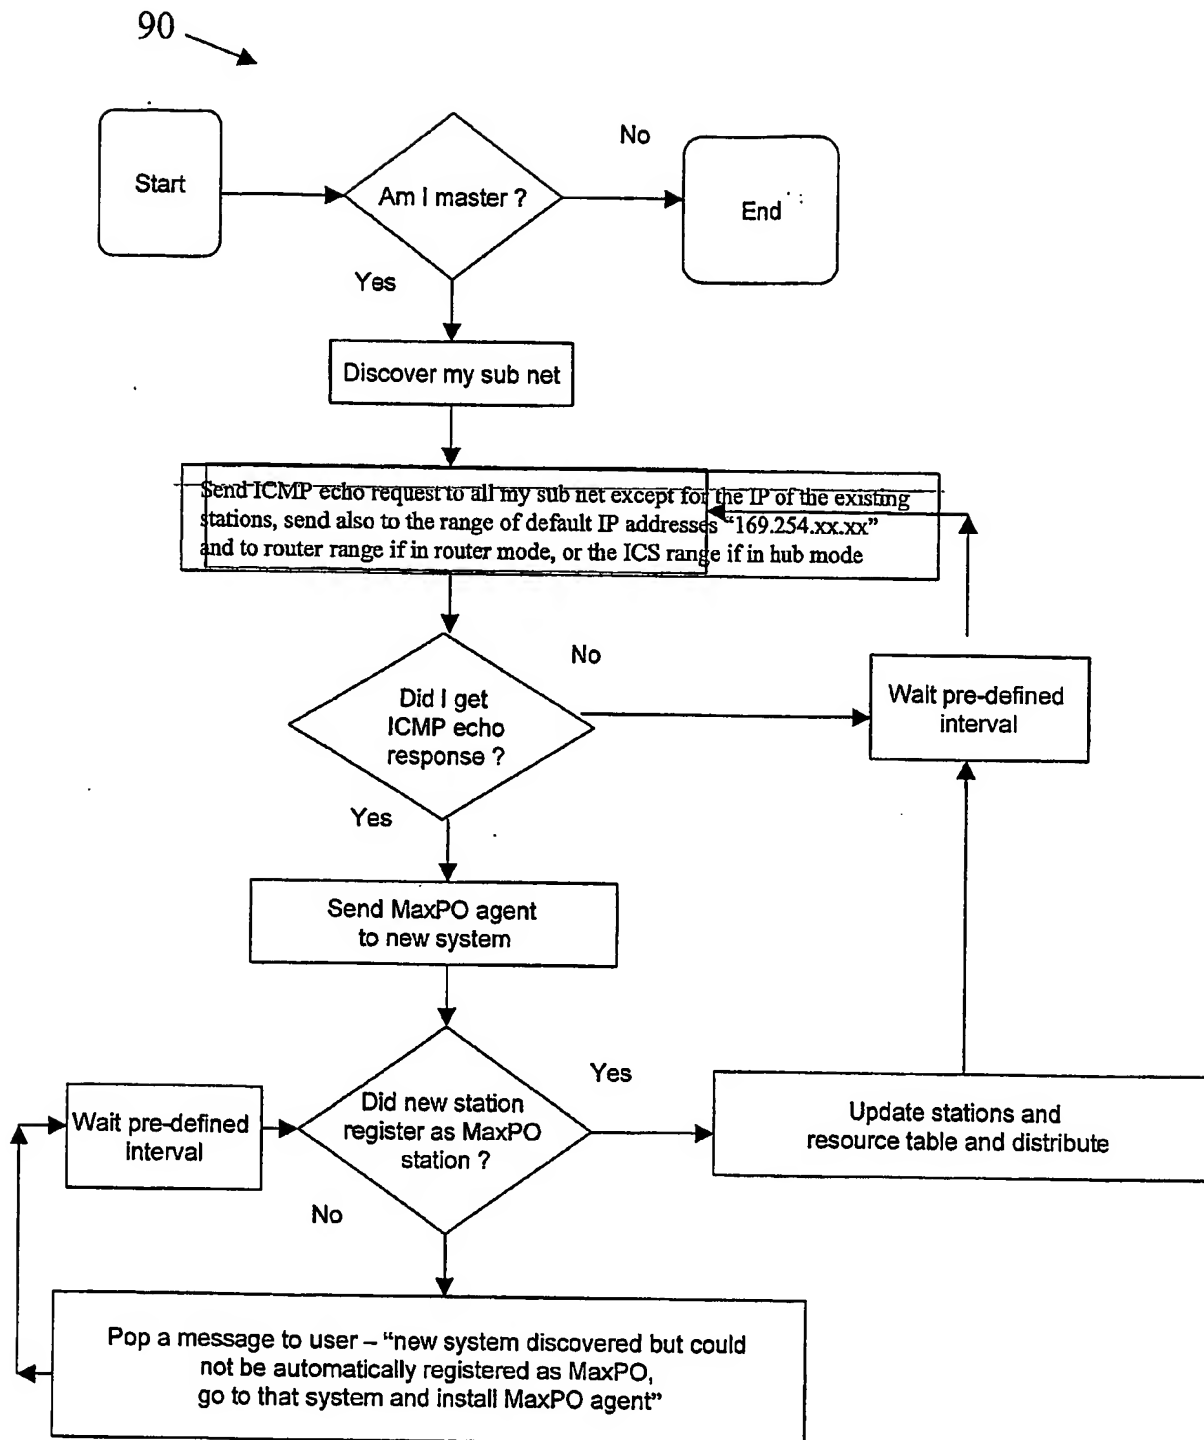 90
Start
Am I master ?
No
End
Yes
Discover my sub net
Send ICMP echo request to all my sub net except for the IP of the existing
stations, send also to the range of default IP addresses “169.254.xx.xx”
and to router range if in router mode, or the ICS range if in hub mode
No
Did I get
ICMP echo
response ?
Wait pre-defined
interval
Yes
Send MaxPO agent
to new system
Yes
Wait pre-defined
interval
Did new station
register as MaxPO
station ?
Update stations and
resource table and distribute
No
Pop a message to user – “new system discovered but could
not be automatically registered as MaxPO,
go to that system and install MaxPO agent”